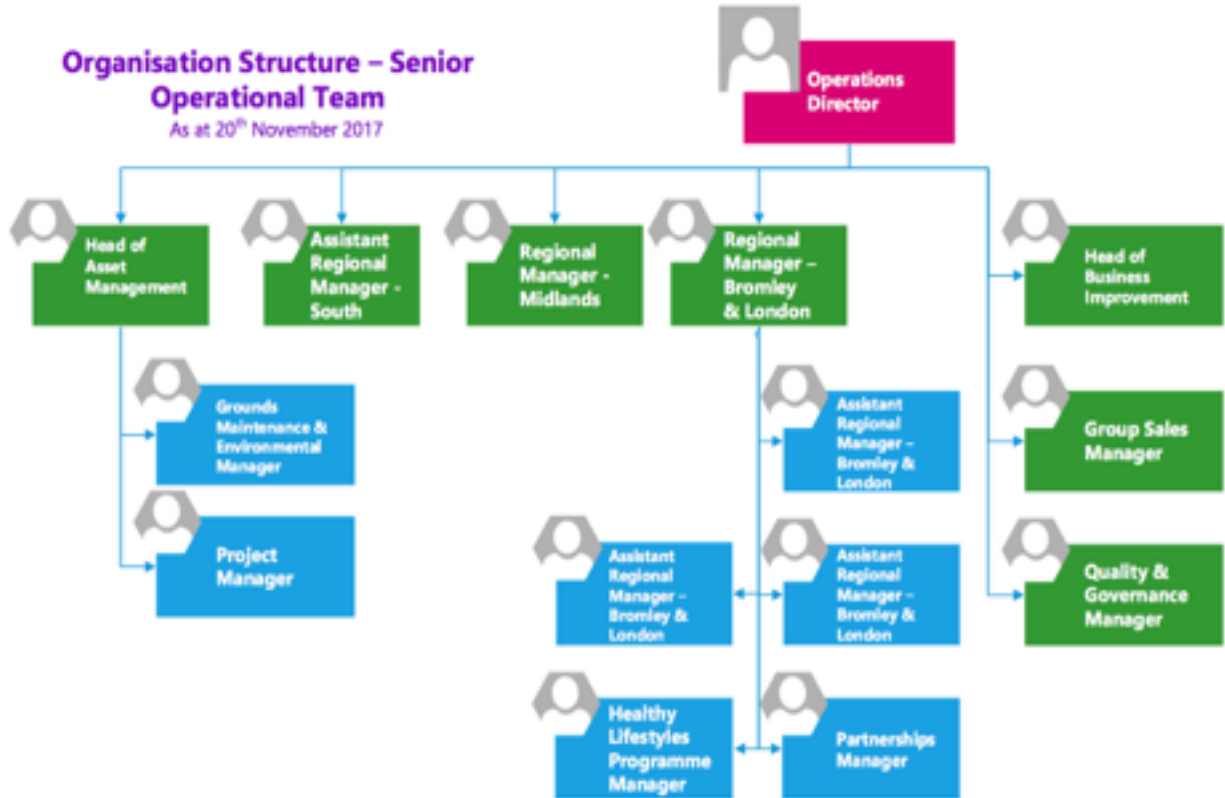 Organisation Structure – Senior
Operational Team
As at 20th November 2017
Operations
Director
Head of
Asset
Management
Assistant
Regional
Manager -
South
Regional
Manager -
Midlands
Regional
Manager –
Bromley
& London
Head of
Business
Improvement
Grounds
Maintenance &
Environmental
Manager
Assistant
Regional
Manager –
Bromley &
London
Group Sales
Manager
Project
Manager
Assistant
Regional
Manager –
Bromley &
London
Assistant
Regional
Manager –
Bromley &
London
Quality &
Governance
Manager
Healthy
Lifestyles
Programme
Manager
Partnerships
Manager